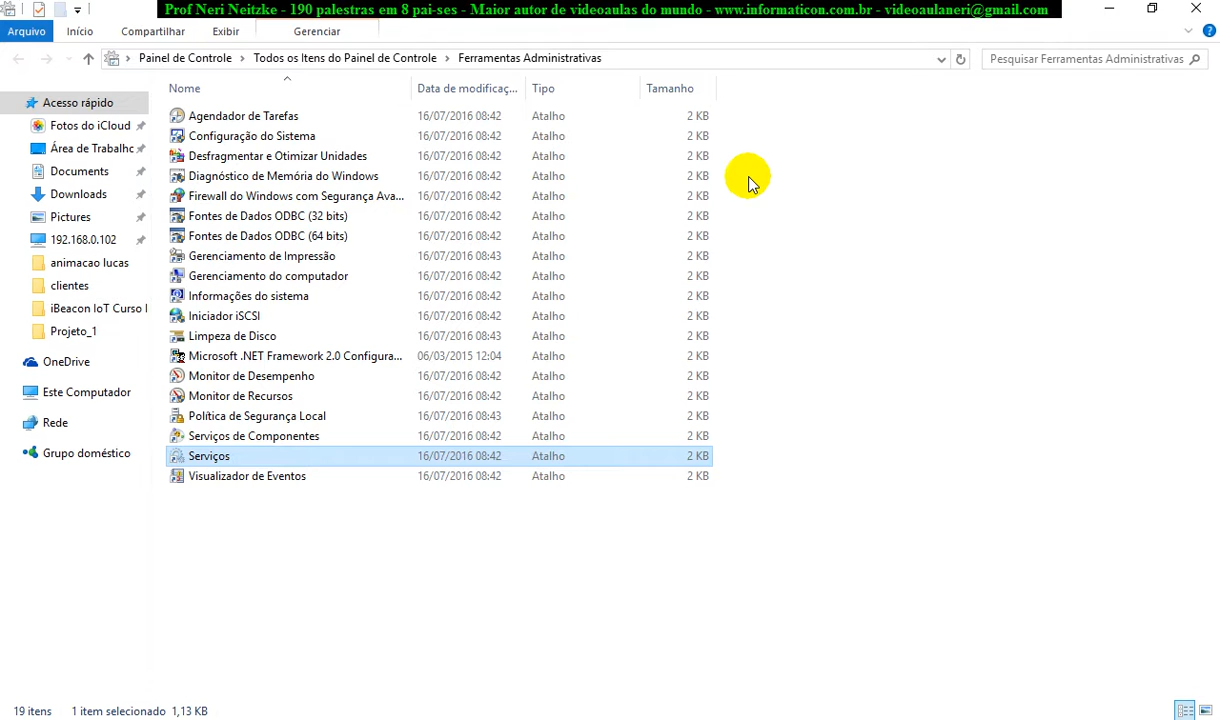 Prof Neri Neitzke - 190 palestras em 8 pai-ses - Maior autor de videoaulas do mundo - www.informaticon.com.br - videoaulaneri@gmail.com
Arquivo Início Compartilhar Exibir Gerenciar
Painel de Controle Todos os Itens do Painel de Controle Ferramentas Administrativas Pesquisar Ferramentas Administrativas
Nome Data de modificaç... Tipo Tamanho
Acesso rápido
Fotos do iCloud
Área de Trabalho
Documents
Downloads
Pictures
192.168.0.102
animacao lucas
clientes
iBeacon IoT Curso I
Projeto_1
OneDrive
Este Computador
Rede
Grupo doméstico
Agendador de Tarefas 16/07/2016 08:42 Atalho 2 KB
Configuração do Sistema 16/07/2016 08:42 Atalho 2 KB
Desfragmentar e Otimizar Unidades 16/07/2016 08:42 Atalho 2 KB
Diagnóstico de Memória do Windows 16/07/2016 08:42 Atalho 2 KB
Firewall do Windows com Segurança Ava... 16/07/2016 08:42 Atalho 2 KB
Fontes de Dados ODBC (32 bits) 16/07/2016 08:42 Atalho 2 KB
Fontes de Dados ODBC (64 bits) 16/07/2016 08:42 Atalho 2 KB
Gerenciamento de Impressão 16/07/2016 08:43 Atalho 2 KB
Gerenciamento do computador 16/07/2016 08:42 Atalho 2 KB
Informações do sistema 16/07/2016 08:42 Atalho 2 KB
Iniciador iSCSI 16/07/2016 08:42 Atalho 2 KB
Limpeza de Disco 16/07/2016 08:43 Atalho 2 KB
Microsoft .NET Framework 2.0 Configura... 06/03/2015 12:04 Atalho 2 KB
Monitor de Desempenho 16/07/2016 08:42 Atalho 2 KB
Monitor de Recursos 16/07/2016 08:42 Atalho 2 KB
Política de Segurança Local 16/07/2016 08:43 Atalho 2 KB
Serviços de Componentes 16/07/2016 08:42 Atalho 2 KB
Serviços 16/07/2016 08:42 Atalho 2 KB
Visualizador de Eventos 16/07/2016 08:42 Atalho 2 KB
19 itens 1 item selecionado 1,13 KB